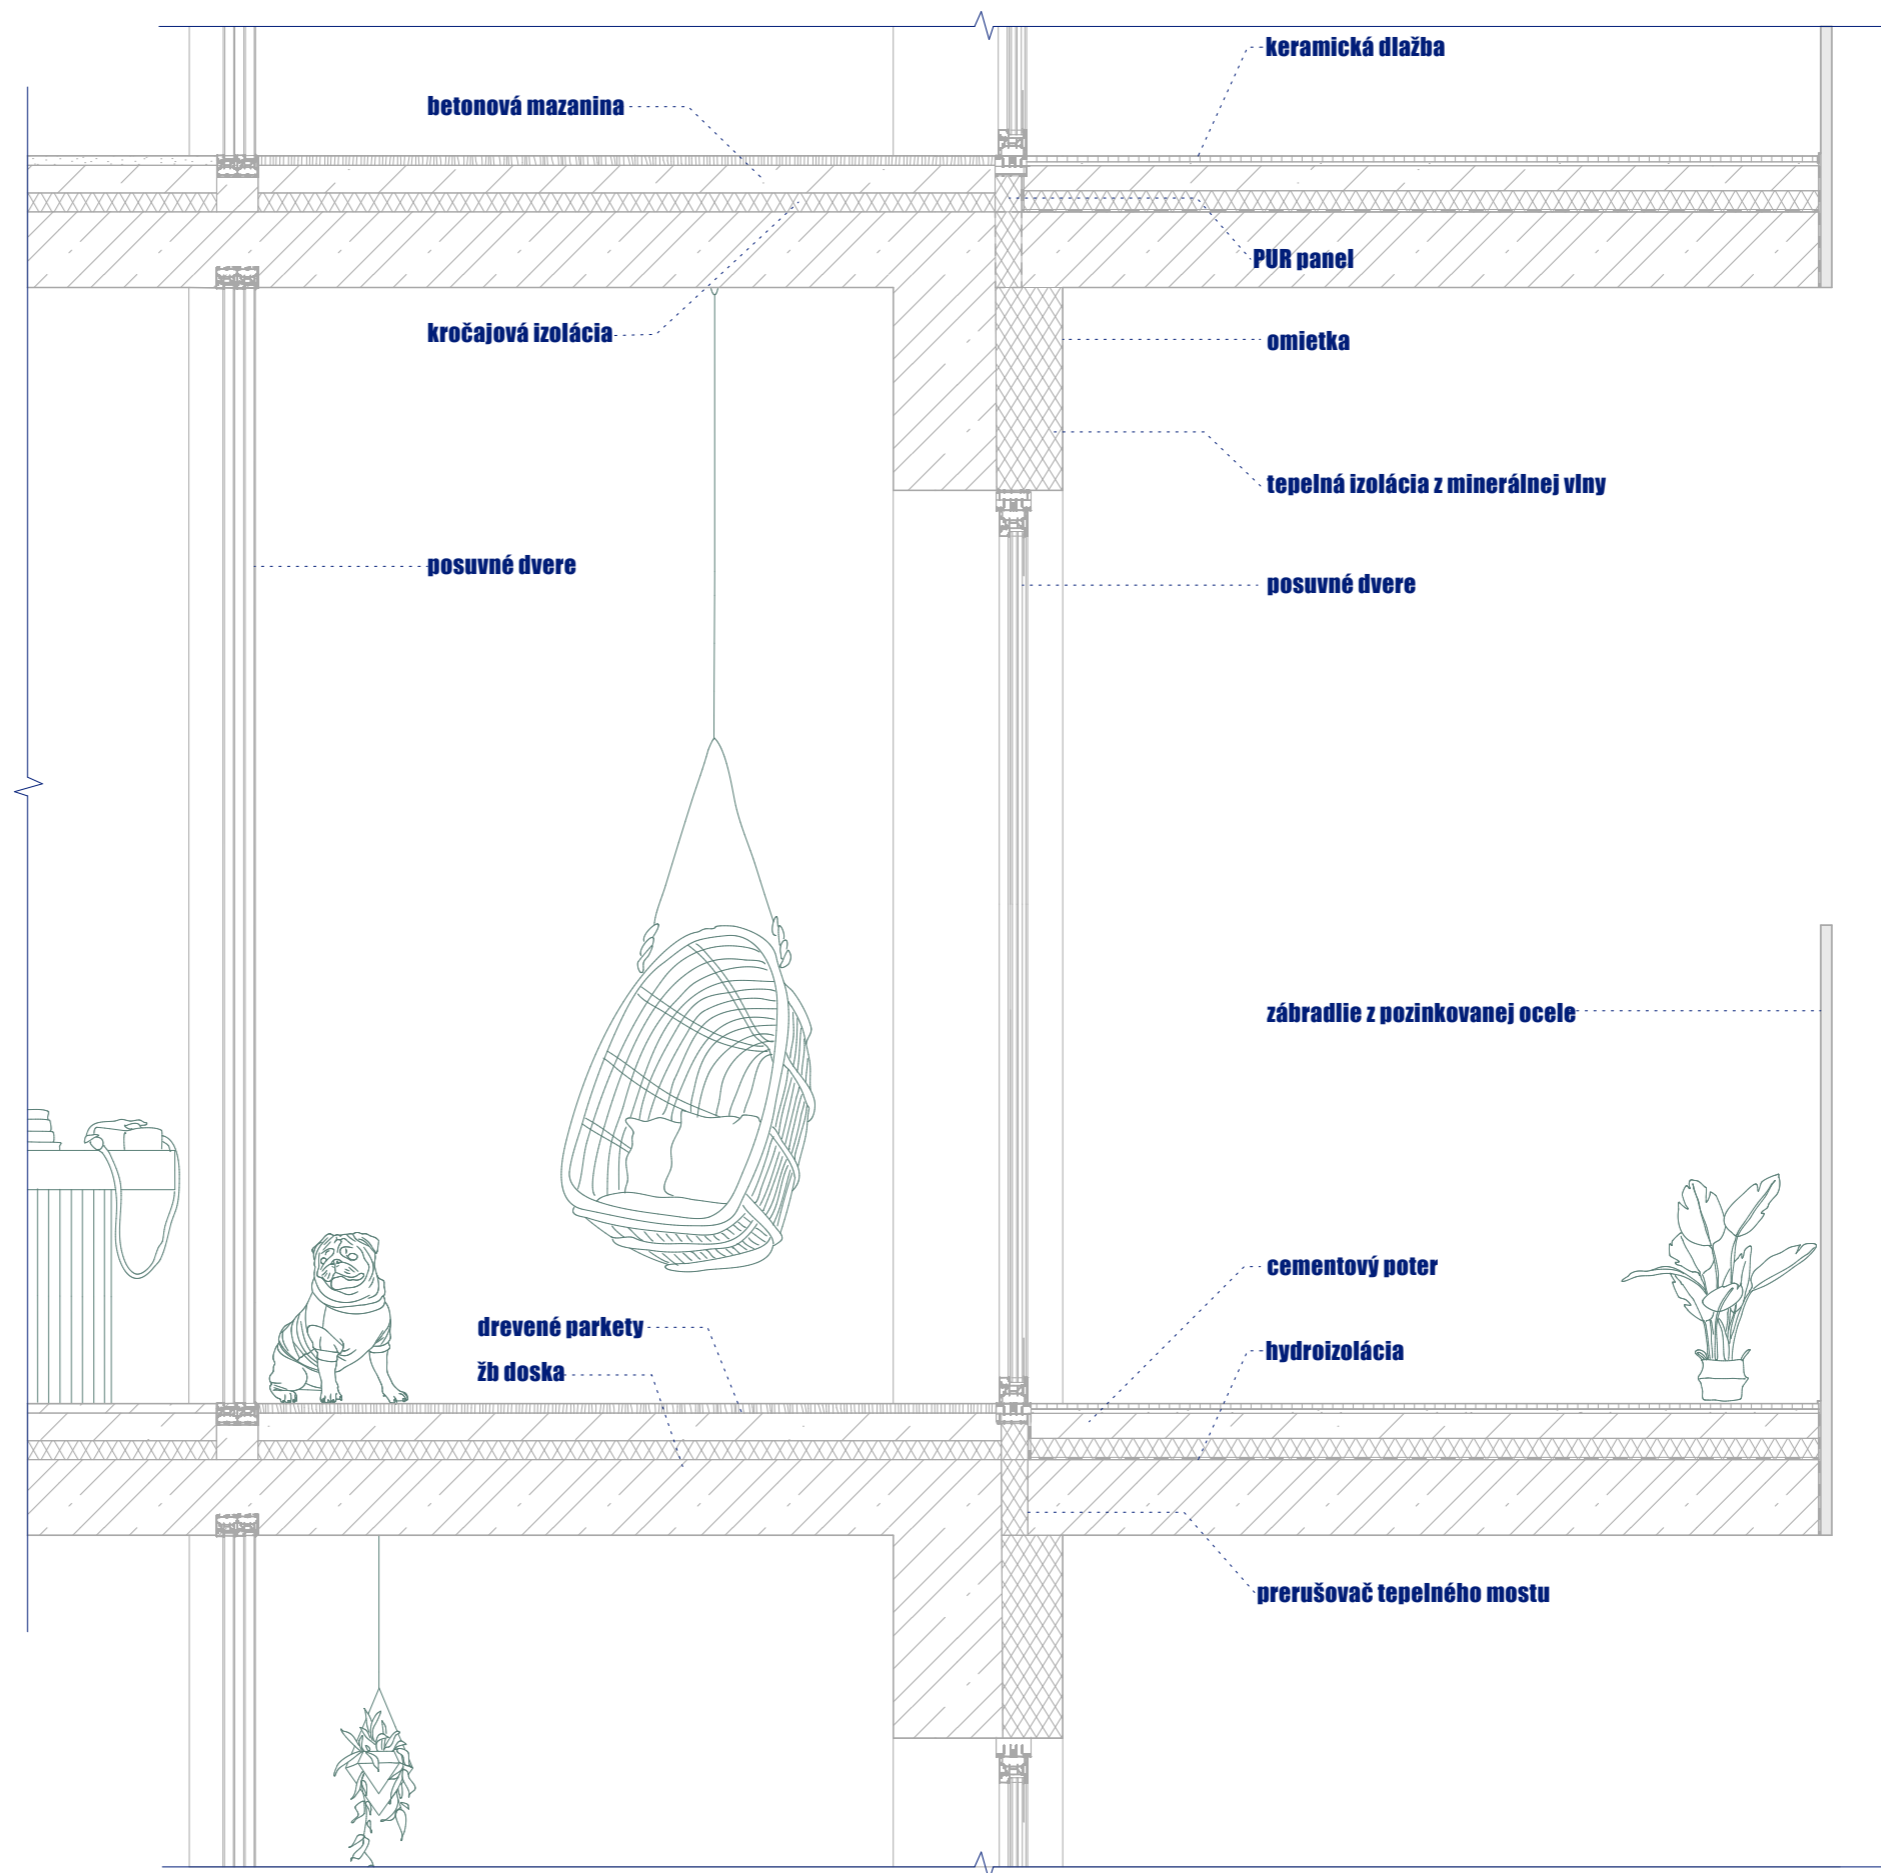 keramická dlažba
betonová mazanina
PUR panel
kročajová izolácia
omietka
tepelná izolácia z minerálnej vlny
posuvné dvere
posuvné dvere
zábradlie z pozinkovanej ocele
cementový poter
drevené parkety
hydroizolácia
žb doska
prerušovač tepelného mostu